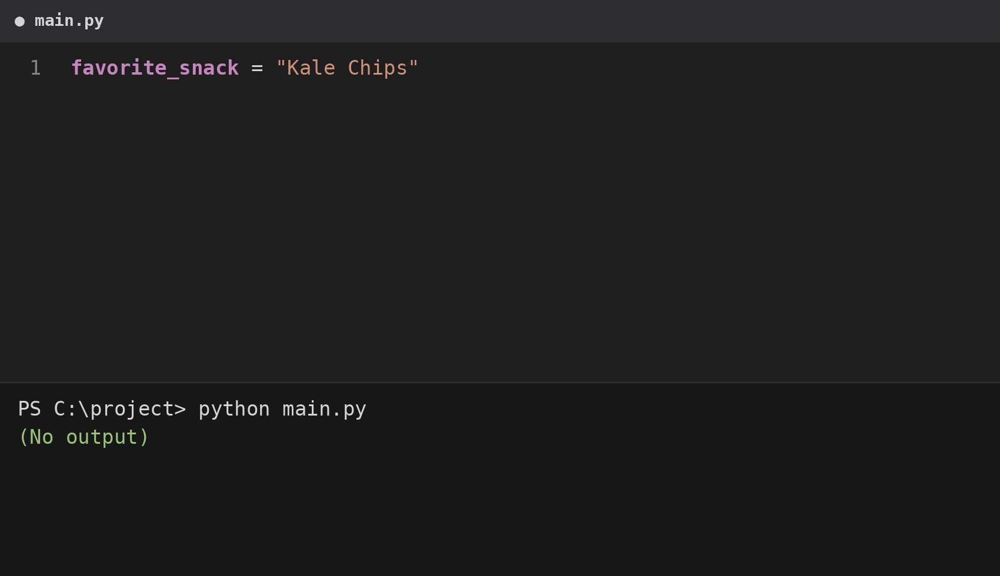 ● main.py
1 favorite_snack = "Kale Chips"
PS C:\project> python main.py
(No output)